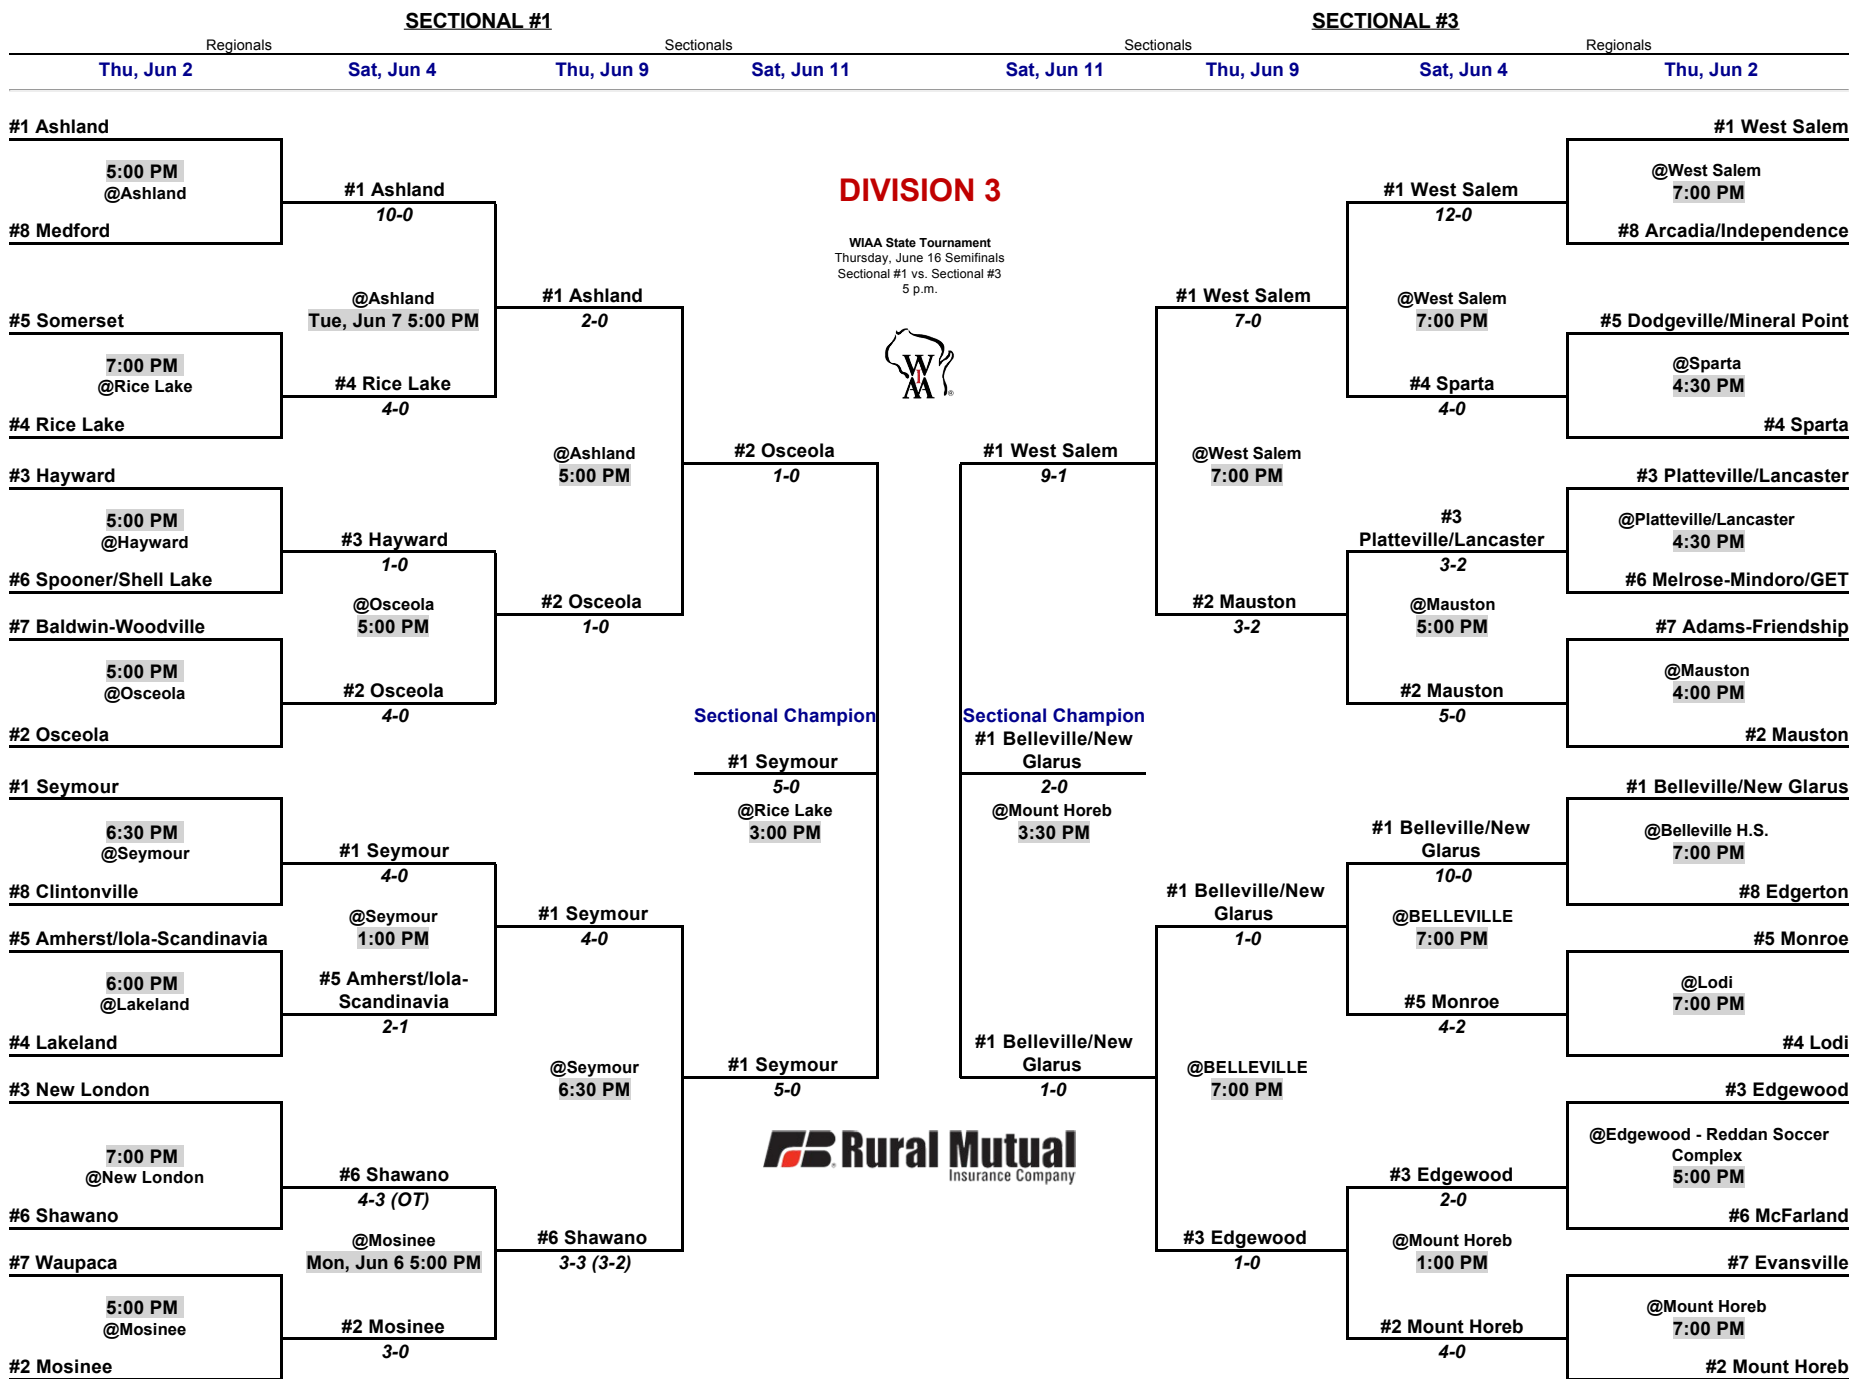 SECTIONAL #1
SECTIONAL #3
Regionals
Sectionals
Sectionals
Regionals
Thu, Jun 2
Sat, Jun 4
Thu, Jun 9
Sat, Jun 11
Sat, Jun 11
Thu, Jun 9
Sat, Jun 4
Thu, Jun 2
#1 Ashland
5:00 PM
@Ashland
#8 Medford
#5 Somerset
7:00 PM
@Rice Lake
#4 Rice Lake
#3 Hayward
5:00 PM
@Hayward
#6 Spooner/Shell Lake
#7 Baldwin-Woodville
5:00 PM
@Osceola
#2 Osceola
#1 Seymour
6:30 PM
@Seymour
#8 Clintonville
#5 Amherst/Iola-Scandinavia
6:00 PM
@Lakeland
#4 Lakeland
#3 New London
7:00 PM
@New London
#6 Shawano
#7 Waupaca
5:00 PM
@Mosinee
#2 Mosinee
#1 Ashland
10-0
@Ashland
Tue, Jun 7 5:00 PM
#4 Rice Lake
4-0
#3 Hayward
1-0
@Osceola
5:00 PM
#2 Osceola
4-0
#1 Seymour
4-0
@Seymour
1:00 PM
#5 Amherst/Iola-
Scandinavia
2-1
#6 Shawano
4-3 (OT)
@Mosinee
Mon, Jun 6 5:00 PM
#2 Mosinee
3-0
#1 Ashland
2-0
@Ashland
5:00 PM
#2 Osceola
1-0
#1 Seymour
4-0
@Seymour
6:30 PM
#6 Shawano
3-3 (3-2)
#2 Osceola
1-0
Sectional Champion
#1 Seymour
5-0
@Rice Lake
3:00 PM
#1 Seymour
5-0
DIVISION 3
WIAA State Tournament
Thursday, June 16 Semifinals
Sectional #1 vs. Sectional #3
5 p.m.
WIAA
®
Rural Mutual
Insurance Company
#1 West Salem
9-1
Sectional Champion
#1 Belleville/New
Glarus
2-0
@Mount Horeb
3:30 PM
#1 Belleville/New
Glarus
1-0
#1 West Salem
7-0
@West Salem
7:00 PM
#2 Mauston
3-2
#1 Belleville/New
Glarus
1-0
@BELLEVILLE
7:00 PM
#3 Edgewood
1-0
#1 West Salem
12-0
@West Salem
7:00 PM
#4 Sparta
4-0
#3
Platteville/Lancaster
3-2
@Mauston
5:00 PM
#2 Mauston
5-0
#1 Belleville/New
Glarus
10-0
@BELLEVILLE
7:00 PM
#5 Monroe
4-2
#3 Edgewood
2-0
@Mount Horeb
1:00 PM
#2 Mount Horeb
4-0
#1 West Salem
@West Salem
7:00 PM
#8 Arcadia/Independence
#5 Dodgeville/Mineral Point
@Sparta
4:30 PM
#4 Sparta
#3 Platteville/Lancaster
@Platteville/Lancaster
4:30 PM
#6 Melrose-Mindoro/GET
#7 Adams-Friendship
@Mauston
4:00 PM
#2 Mauston
#1 Belleville/New Glarus
@Belleville H.S.
7:00 PM
#8 Edgerton
#5 Monroe
@Lodi
7:00 PM
#4 Lodi
#3 Edgewood
@Edgewood - Reddan Soccer
Complex
5:00 PM
#6 McFarland
#7 Evansville
@Mount Horeb
7:00 PM
#2 Mount Horeb